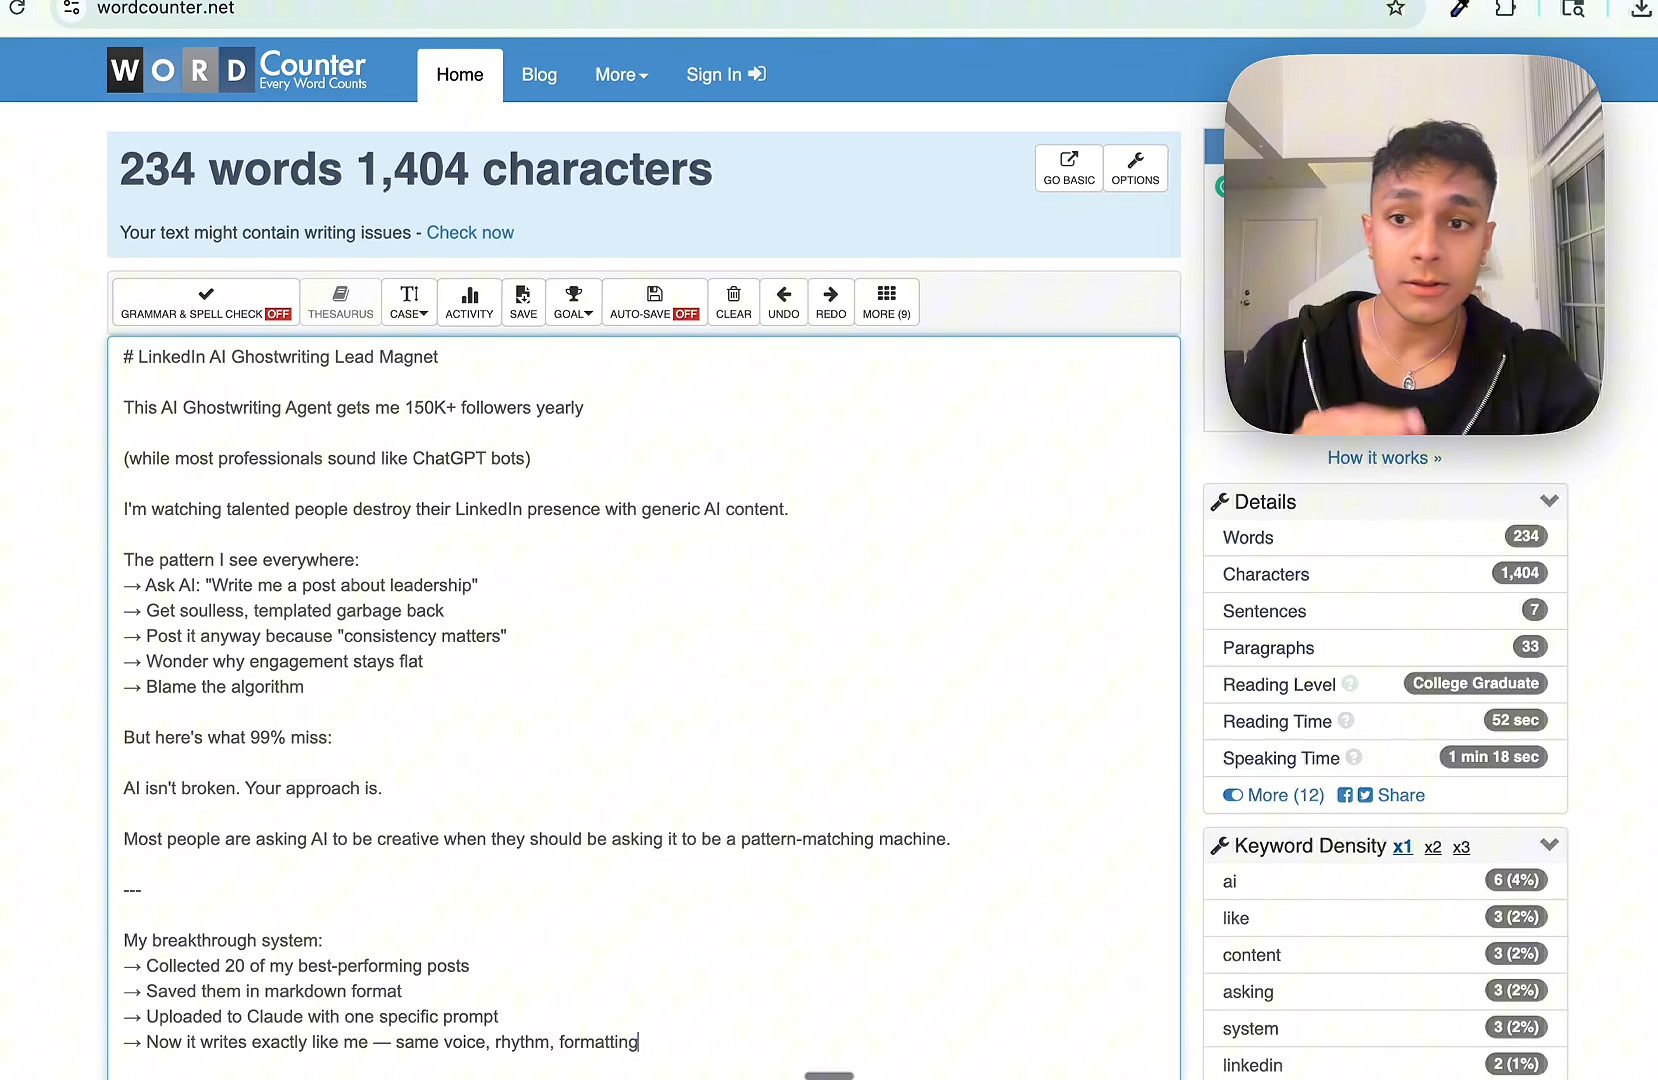 wordcounter.net
WORD Counter
Every Word Counts
Home
Blog
More
Sign In
234 words 1,404 characters
Your text might contain writing issues - Check now
GO BASIC
OPTIONS
GRAMMAR & SPELL CHECK OFF
THESAURUS
CASE
ACTIVITY
SAVE
GOAL
AUTO-SAVE OFF
CLEAR
UNDO
REDO
MORE (9)
# LinkedIn AI Ghostwriting Lead Magnet
This AI Ghostwriting Agent gets me 150K+ followers yearly
(while most professionals sound like ChatGPT bots)
I'm watching talented people destroy their LinkedIn presence with generic AI content.
The pattern I see everywhere:
→ Ask AI: "Write me a post about leadership"
→ Get soulless, templated garbage back
→ Post it anyway because "consistency matters"
→ Wonder why engagement stays flat
→ Blame the algorithm
But here's what 99% miss:
AI isn't broken. Your approach is.
Most people are asking AI to be creative when they should be asking it to be a pattern-matching machine.
---
My breakthrough system:
→ Collected 20 of my best-performing posts
→ Saved them in markdown format
→ Uploaded to Claude with one specific prompt
→ Now it writes exactly like me — same voice, rhythm, formatting
How it works »
Details
Words 234
Characters 1,404
Sentences 7
Paragraphs 33
Reading Level ? College Graduate
Reading Time ? 52 sec
Speaking Time ? 1 min 18 sec
More (12) Share
Keyword Density x1 x2 x3
ai 6 (4%)
like 3 (2%)
content 3 (2%)
asking 3 (2%)
system 3 (2%)
linkedin 2 (1%)